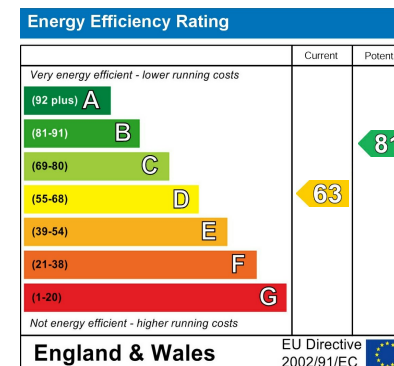 Energy Efficiency Rating
Current Potent
Very energy efficient - lower running costs
(92 plus) A
(81-91) B
81
(69-80) C
(55-68) D
63
(39-54) E
(21-38) F
(1-20) G
Not energy efficient - higher running costs
England & Wales
EU Directive
2002/91/EC